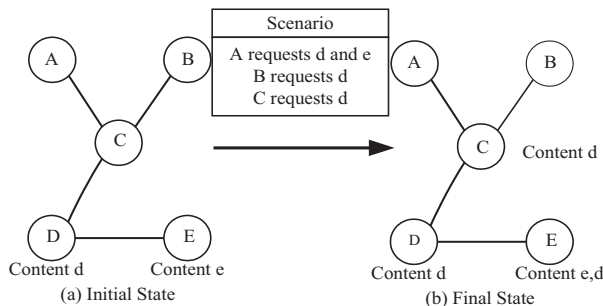 Scenario
A requests d and e
B requests d
C requests d
A
B
C
D
E
Content d
Content e
(a) Initial State
A
B
C
Content d
D
E
Content d
Content e,d
(b) Final State